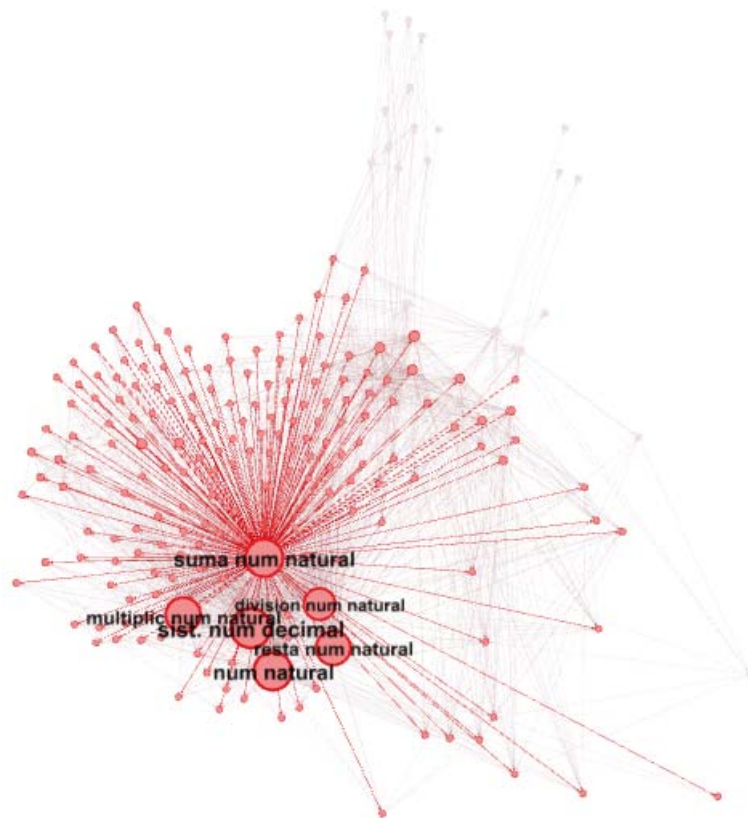 suma num natural
division num natural
multiplic num natural
sist. num decimal
resta num natural
num natural